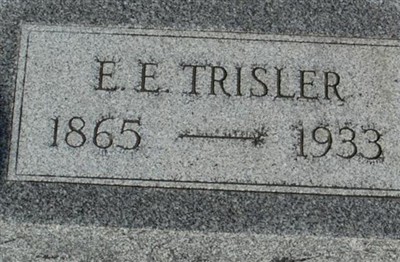 E. E. TRISLER
1865 — 1933